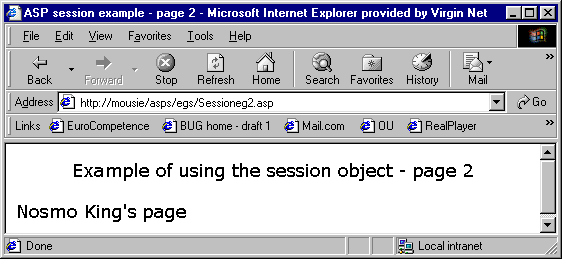 ASP session example - page 2 - Microsoft Internet Explorer provided by Virgin Net
File Edit View Favorites Tools Help
Back Forward Stop Refresh Home Search Favorites History Mail »
Address http://mousie/asps/egs/Sessioneg2.asp Go
Links EuroCompetence BUG home - draft 1 Mail.com OU RealPlayer »
Example of using the session object - page 2
Nosmo King's page
Done Local intranet